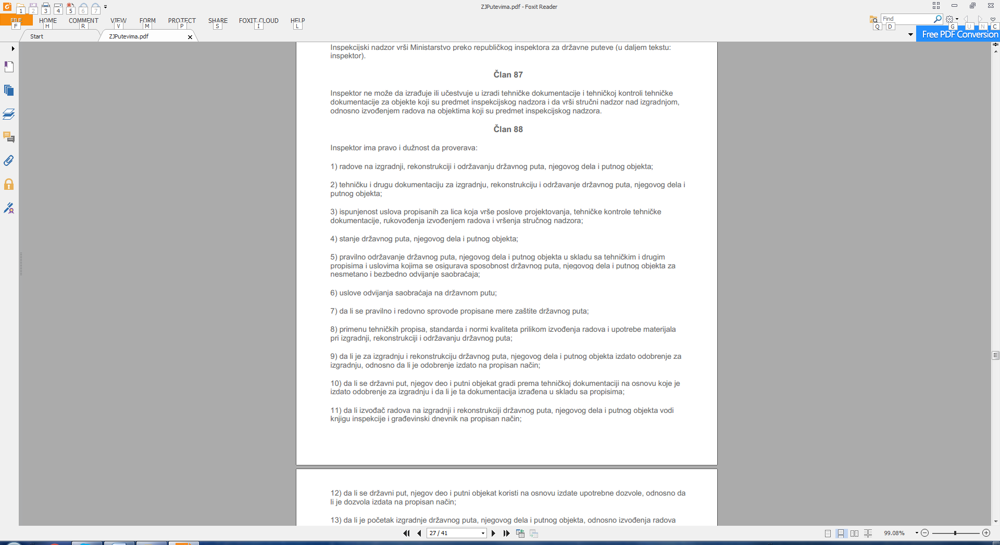 ZJPutevima.pdf - Foxit Reader
1 2 3 4 5 6 7
FILE HOME COMMENT VIEW FORM PROTECT SHARE FOXIT CLOUD HELP
Find
F H R V M P S I L Q D G U N C
Start
ZJPutevima.pdf
Free PDF Conversion
Inspekcijski nadzor vrši Ministarstvo preko republičkog inspektora za državne puteve (u daljem tekstu:
inspektor).
Član 87
Inspektor ne može da izrađuje ili učestvuje u izradi tehničke dokumentacije i tehničkoj kontroli tehničke
dokumentacije za objekte koji su predmet inspekcijskog nadzora i da vrši stručni nadzor nad izgradnjom,
odnosno izvođenjem radova na objektima koji su predmet inspekcijskog nadzora.
Član 88
Inspektor ima pravo i dužnost da proverava:
1) radove na izgradnji, rekonstrukciji i održavanju državnog puta, njegovog dela i putnog objekta;
2) tehničku i drugu dokumentaciju za izgradnju, rekonstrukciju i održavanje državnog puta, njegovog dela i
putnog objekta;
3) ispunjenost uslova propisanih za lica koja vrše poslove projektovanja, tehničke kontrole tehničke
dokumentacije, rukovođenja izvođenjem radova i vršenja stručnog nadzora;
4) stanje državnog puta, njegovog dela i putnog objekta;
5) pravilno održavanje državnog puta, njegovog dela i putnog objekta u skladu sa tehničkim i drugim
propisima i uslovima kojima se osigurava sposobnost državnog puta, njegovog dela i putnog objekta za
nesmetano i bezbedno odvijanje saobraćaja;
6) uslove odvijanja saobraćaja na državnom putu;
7) da li se pravilno i redovno sprovode propisane mere zaštite državnog puta;
8) primenu tehničkih propisa, standarda i normi kvaliteta prilikom izvođenja radova i upotrebe materijala
pri izgradnji, rekonstrukciji i održavanju državnog puta;
9) da li je za izgradnju i rekonstrukciju državnog puta, njegovog dela i putnog objekta izdato odobrenje za
izgradnju, odnosno da li je odobrenje izdato na propisan način;
10) da li se državni put, njegov deo i putni objekat gradi prema tehničkoj dokumentaciji na osnovu koje je
izdato odobrenje za izgradnju i da li je ta dokumentacija izrađena u skladu sa propisima;
11) da li izvođač radova na izgradnji i rekonstrukciji državnog puta, njegovog dela i putnog objekta vodi
knjigu inspekcije i građevinski dnevnik na propisan način;
12) da li se državni put, njegov deo i putni objekat koristi na osnovu izdate upotrebne dozvole, odnosno da
li je dozvola izdata na propisan način;
13) da li je početak izgradnje državnog puta, njegovog dela i putnog objekta, odnosno izvođenja radova
27 / 41
99.08%